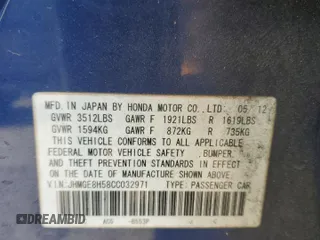 MFD. IN JAPAN BY HONDA MOTOR CO., LTD. 05/12
GVWR 3512LBS GAWR F 1921LBS R 1619LBS
GVWR 1594KG GAWR F 872KG R 735KG
THIS VEHICLE CONFORMS TO ALL APPLICABLE
FEDERAL MOTOR VEHICLE SAFETY, BUMPER,
AND THEFT PREVENTION STANDARDS IN EFFECT
ON THE DATE OF MANUFACTURE SHOWN ABOVE.
V.I.N.: JHMGE8H58CC032971 TYPE: PASSENGER CAR